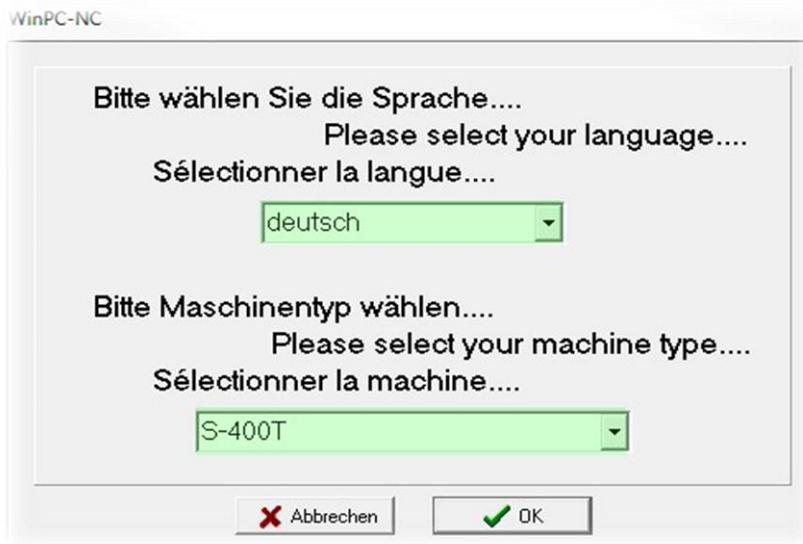 WinPC-NC
Bitte wählen Sie die Sprache....
Please select your language....
Sélectionner la langue....
deutsch
Bitte Maschinentyp wählen....
Please select your machine type....
Sélectionner la machine....
S-400T
Abbrechen
OK